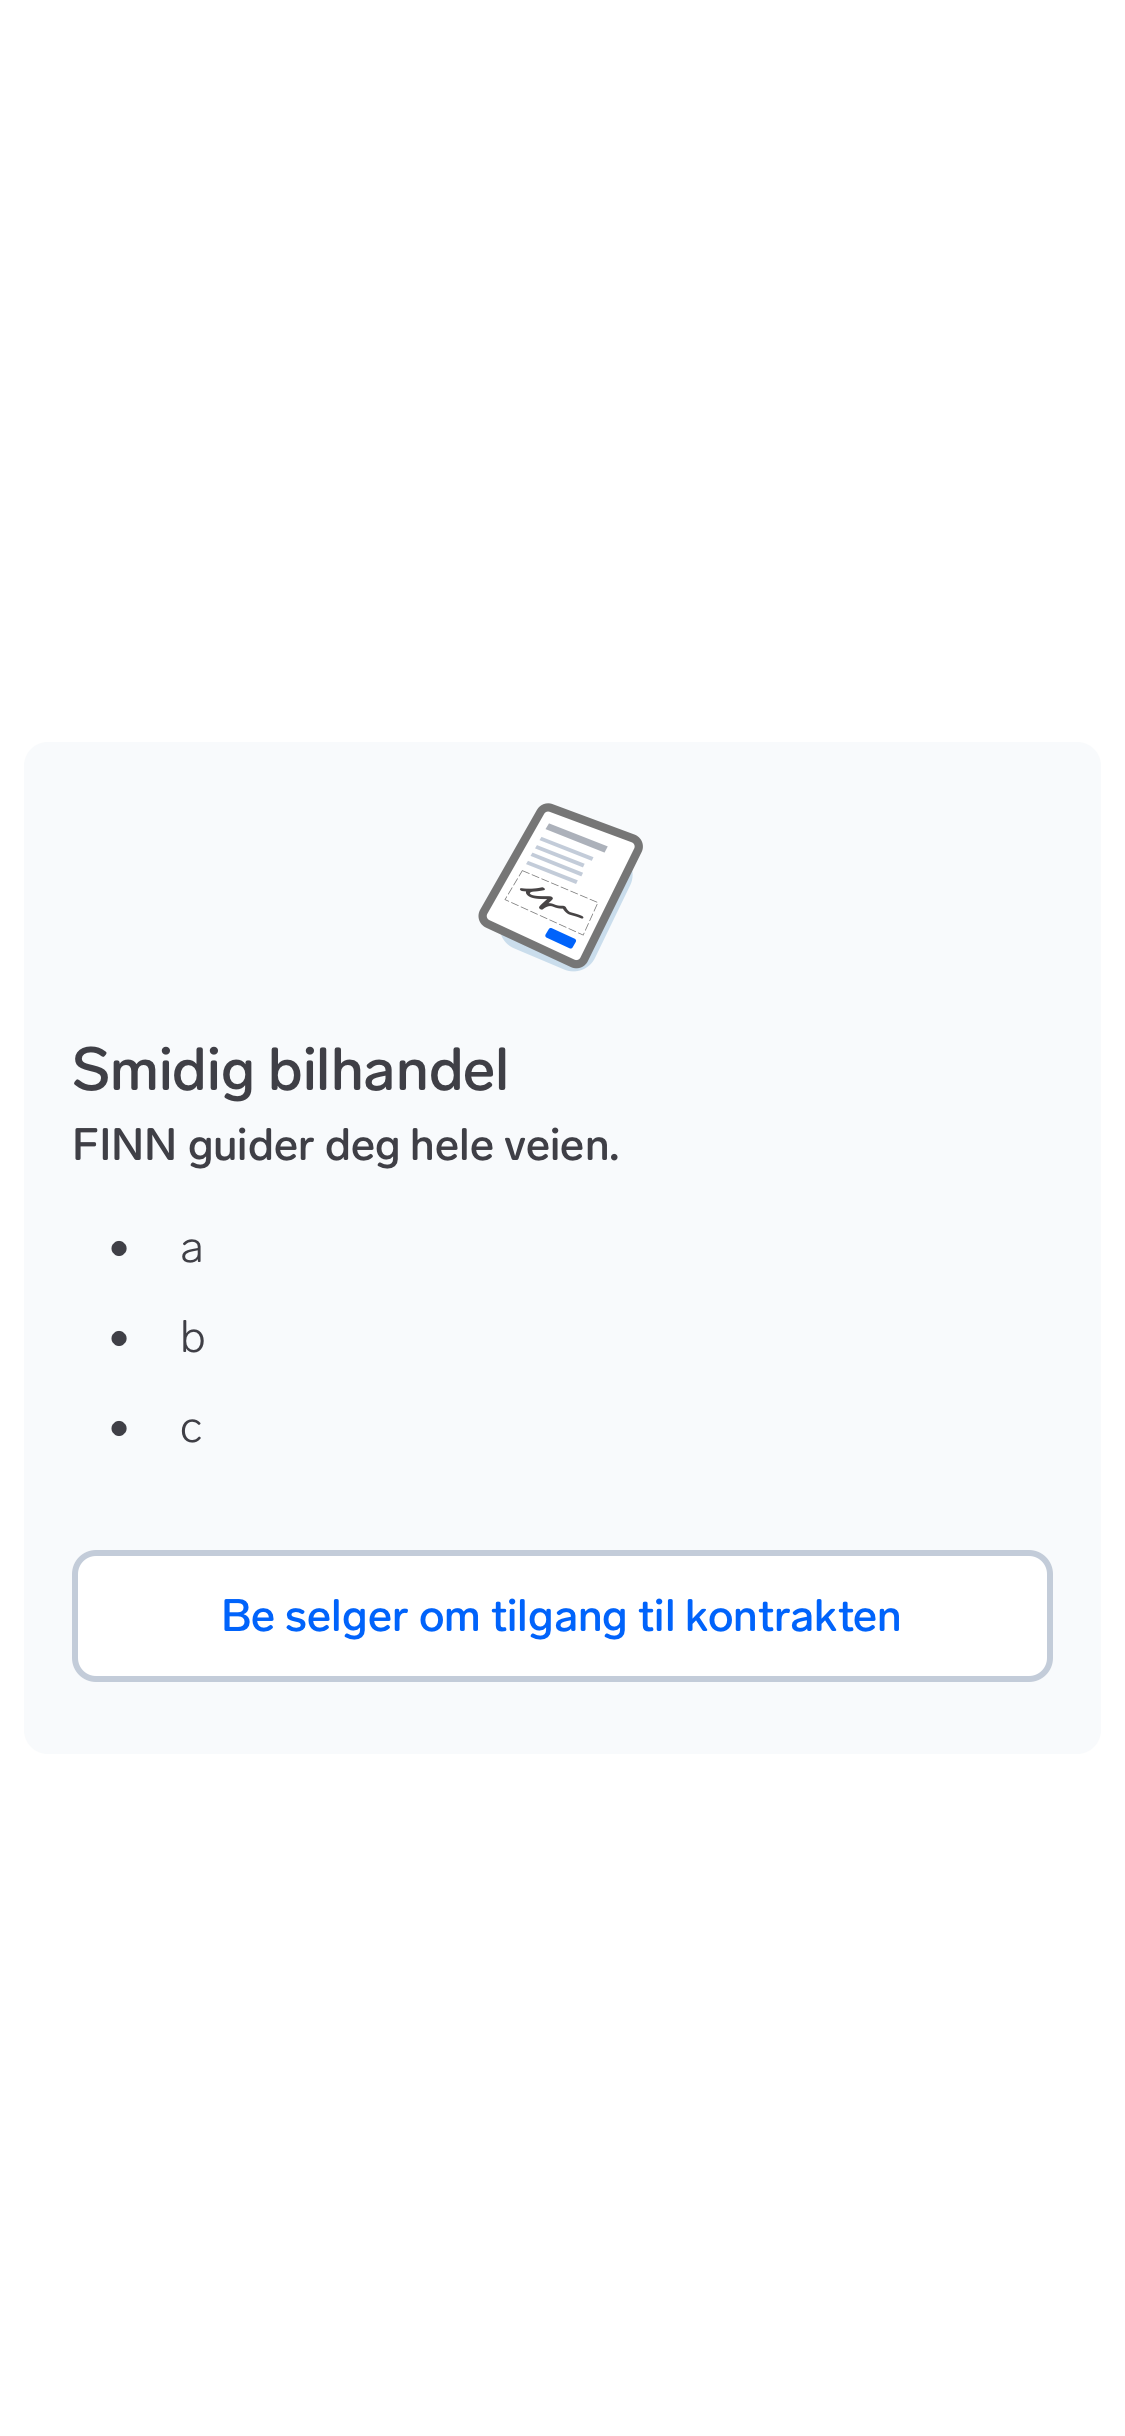 Smidig bilhandel
FINN guider deg hele veien.
• a
• b
• c
Be selger om tilgang til kontrakten